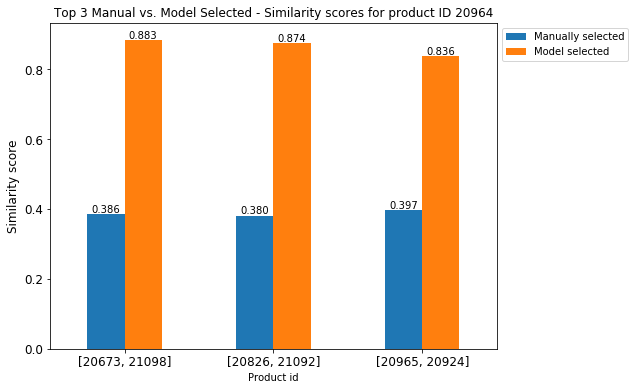 Top 3 Manual vs. Model Selected - Similarity scores for product ID 20964
Manually selected
Model selected
Similarity score
0.8
0.6
0.4
0.2
0.0
0.386
0.883
0.380
0.874
0.397
0.836
[20673, 21098]
[20826, 21092]
[20965, 20924]
Product id